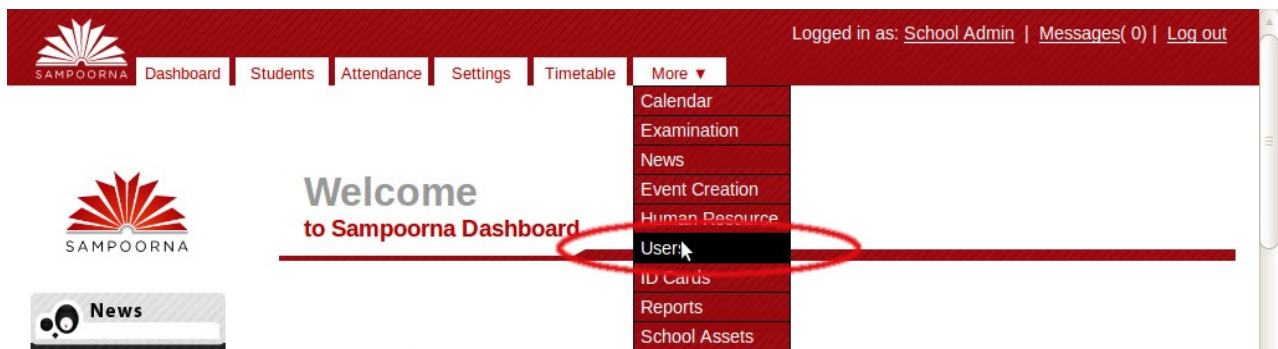 Logged in as: School Admin | Messages( 0) | Log out
SAMPOORNA
Dashboard Students Attendance Settings Timetable More ▼
Calendar
Examination
News
Event Creation
Human Resource
Users
ID Cards
Reports
School Assets
Welcome
to Sampoorna Dashboard
SAMPOORNA
News